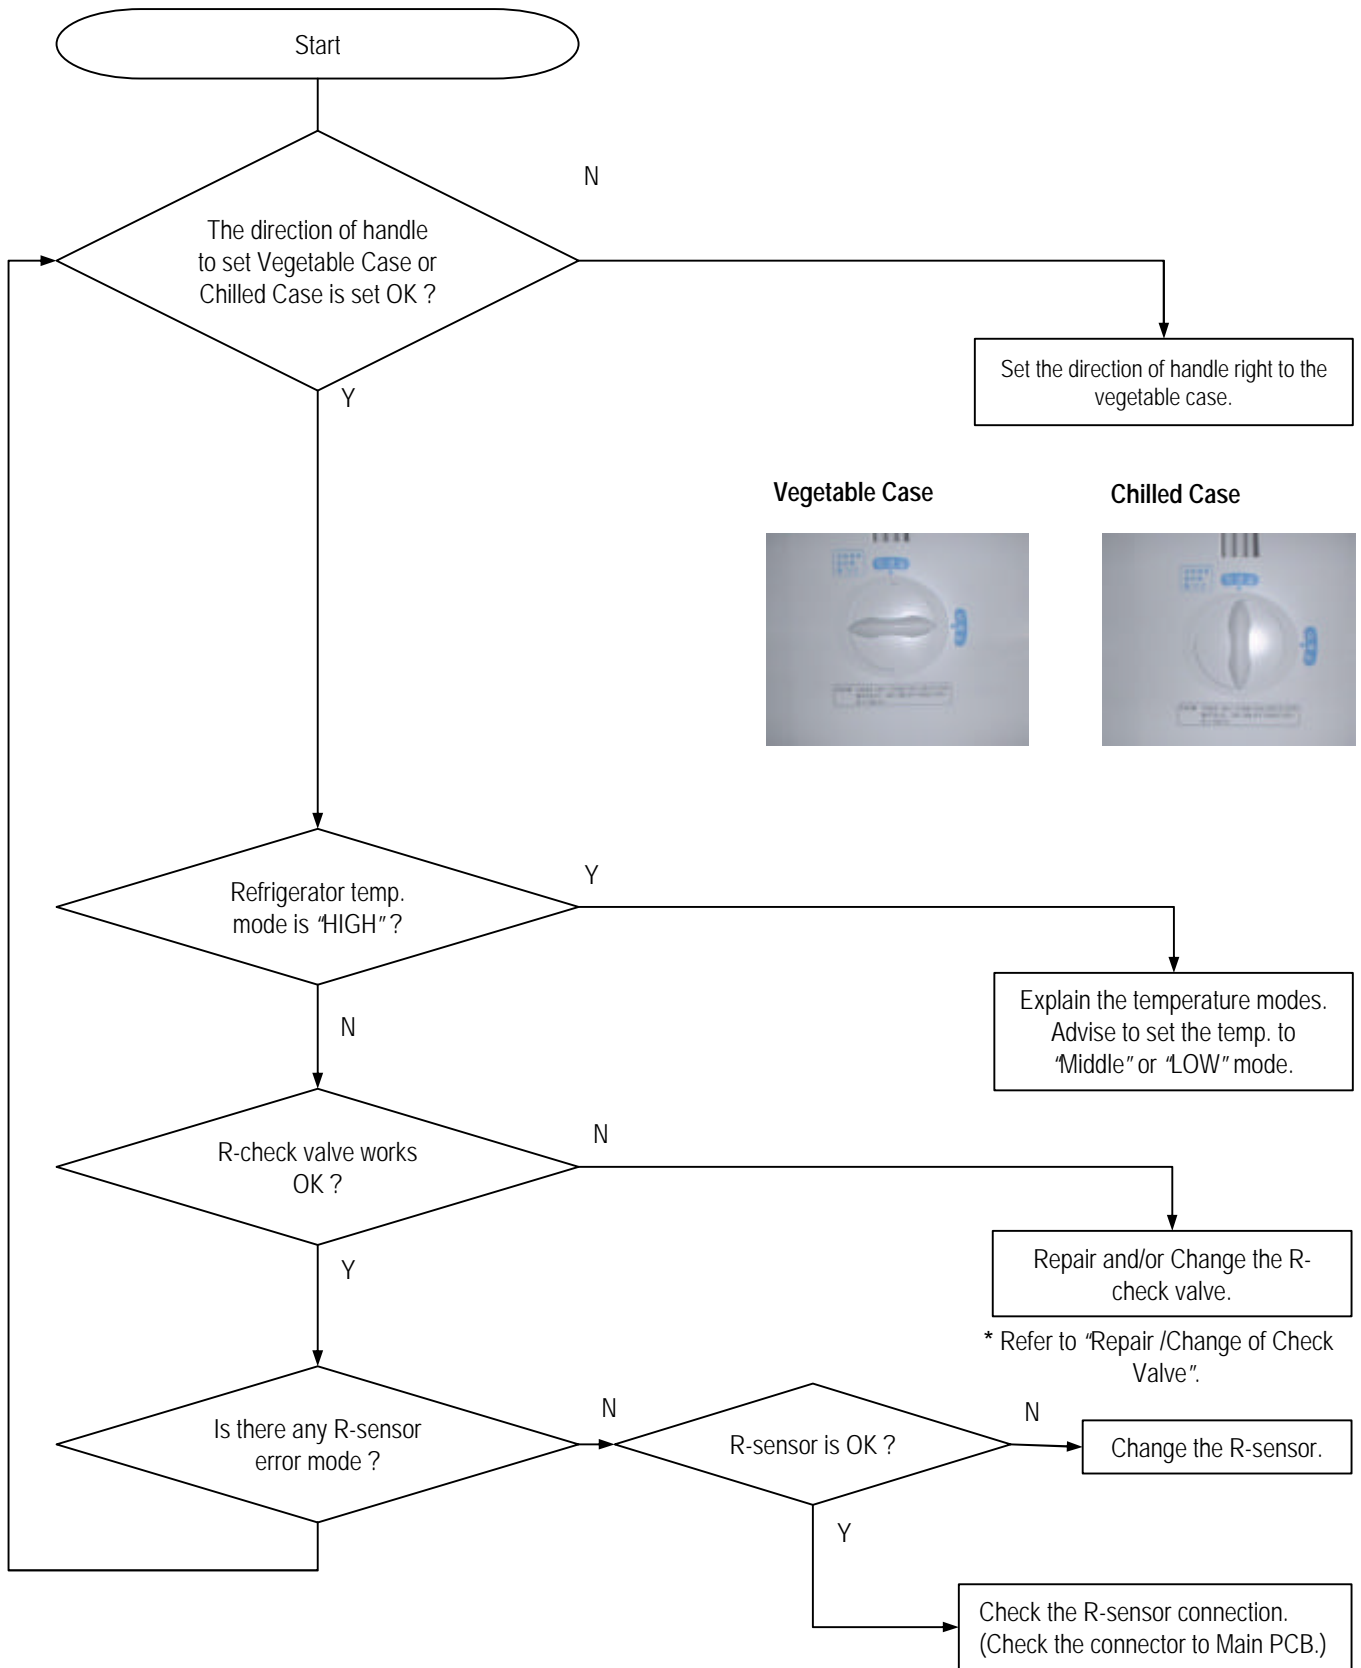 Start
N
The direction of handle
to set Vegetable Case or
Chilled Case is set OK ?
Set the direction of handle right to the
vegetable case.
Y
Vegetable Case
Chilled Case
Refrigerator temp.
mode is “HIGH” ?
Y
Explain the temperature modes.
Advise to set the temp. to
“Middle” or “LOW” mode.
N
R-check valve works
OK ?
N
Repair and/or Change the R-
check valve.
Y
* Refer to “Repair /Change of Check
Valve”.
Is there any R-sensor
error mode ?
N
R-sensor is OK ?
N
Change the R-sensor.
Y
Check the R-sensor connection.
(Check the connector to Main PCB.)